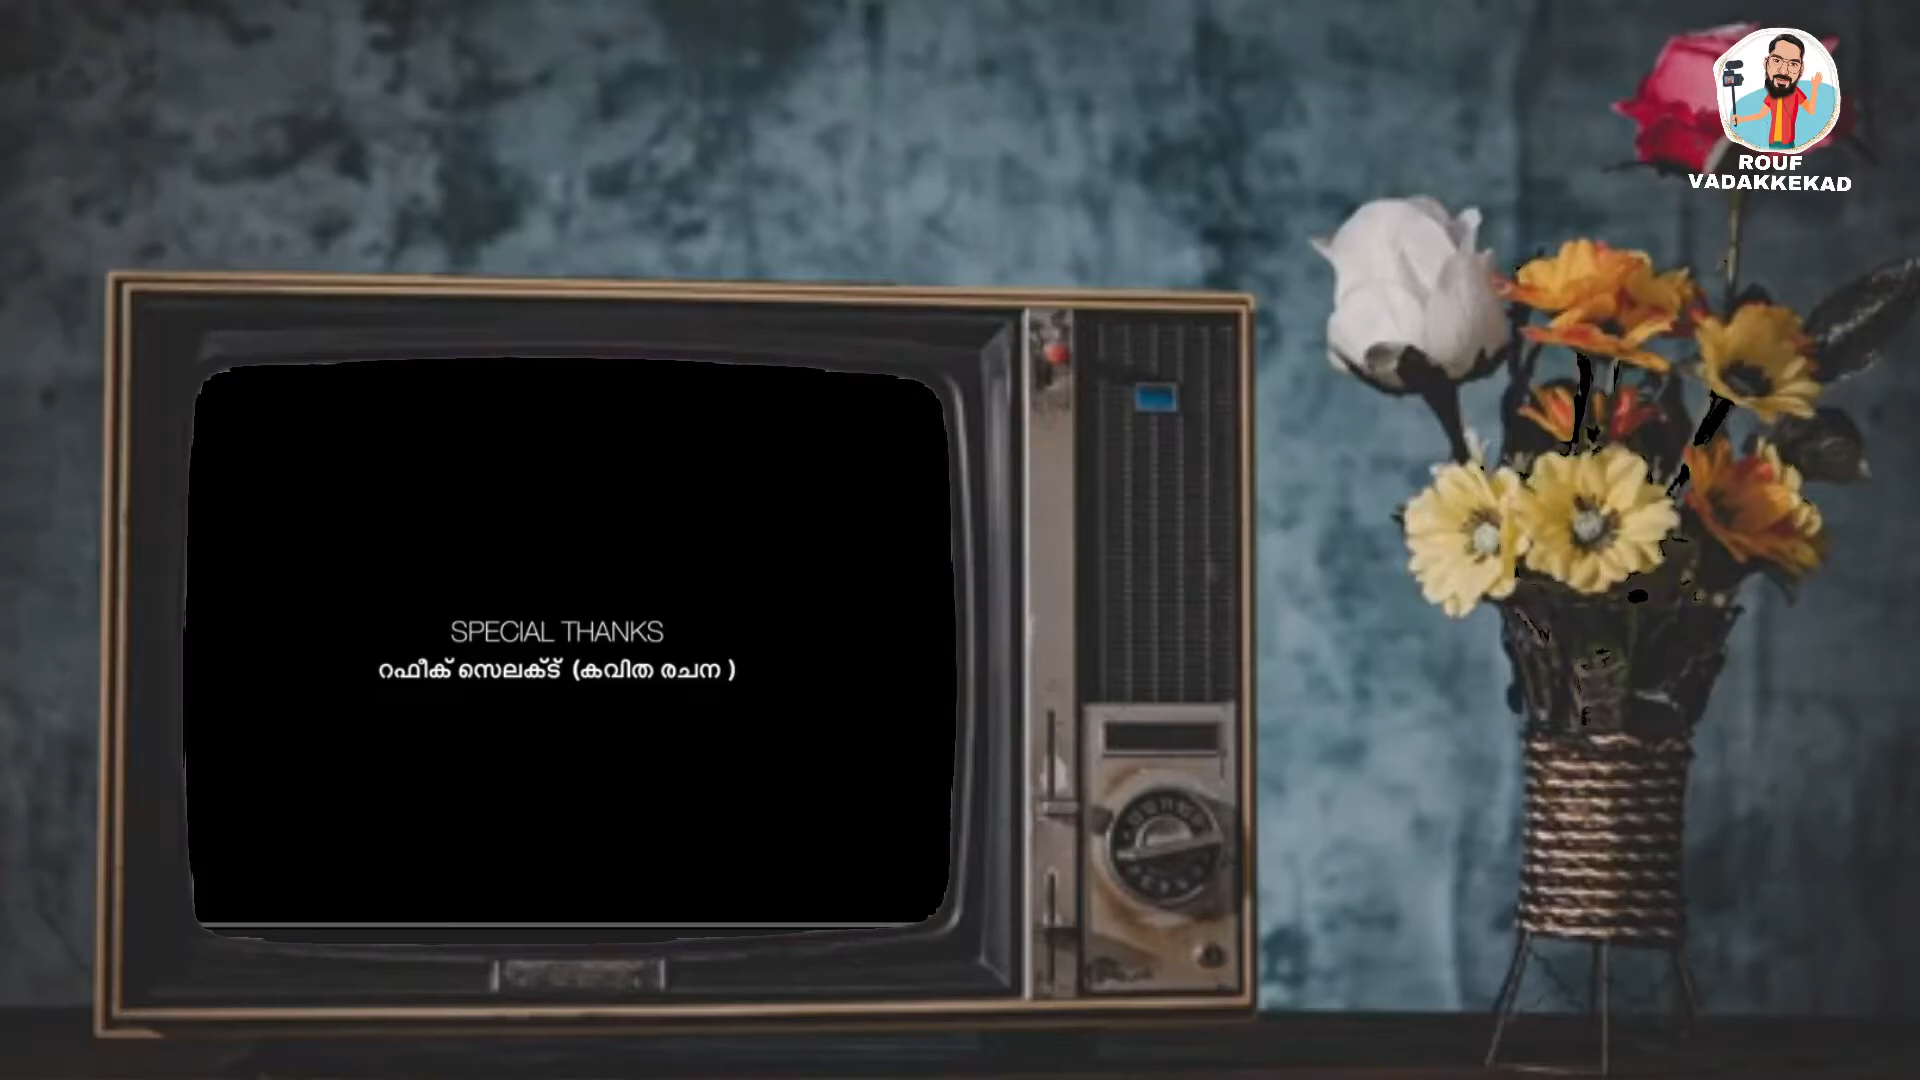 ROUF
VADAKKEKAD
SPECIAL THANKS
റഫീക് സെലക്ട് (കവിത രചന )